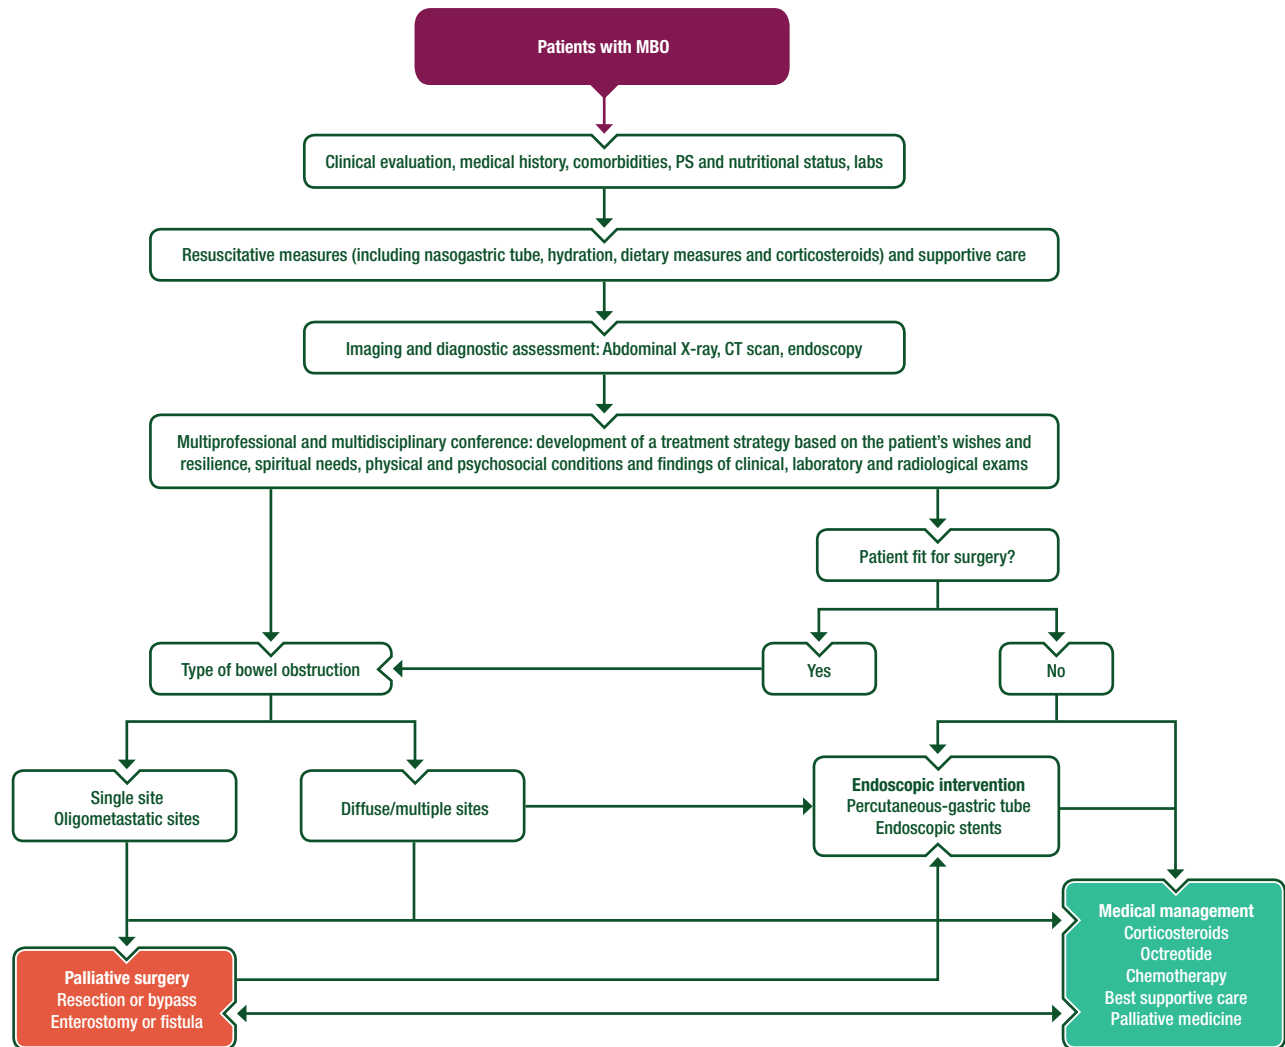 Patients with MBO
Clinical evaluation, medical history, comorbidities, PS and nutritional status, labs
Resuscitative measures (including nasogastric tube, hydration, dietary measures and corticosteroids) and supportive care
Imaging and diagnostic assessment: Abdominal X-ray, CT scan, endoscopy
Multiprofessional and multidisciplinary conference: development of a treatment strategy based on the patient’s wishes and
resilience, spiritual needs, physical and psychosocial conditions and findings of clinical, laboratory and radiological exams
Patient fit for surgery?
Type of bowel obstruction
Yes
No
Single site
Oligometastatic sites
Diffuse/multiple sites
Endoscopic intervention
Percutaneous-gastric tube
Endoscopic stents
Palliative surgery
Resection or bypass
Enterostomy or fistula
Medical management
Corticosteroids
Octreotide
Chemotherapy
Best supportive care
Palliative medicine